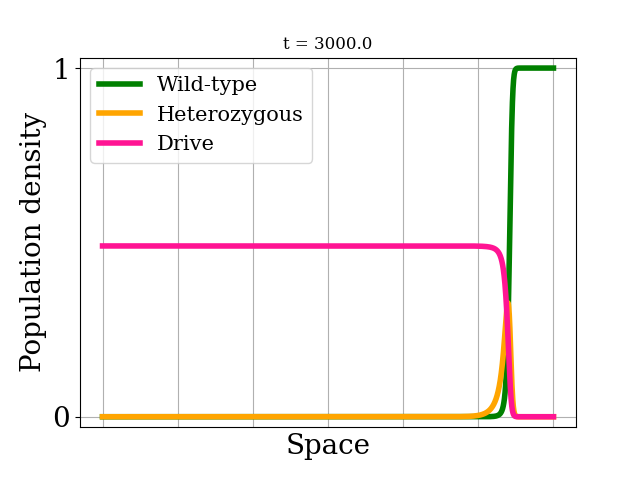 t = 3000.0
1
Wild-type
Heterozygous
Drive
Population density
0
Space